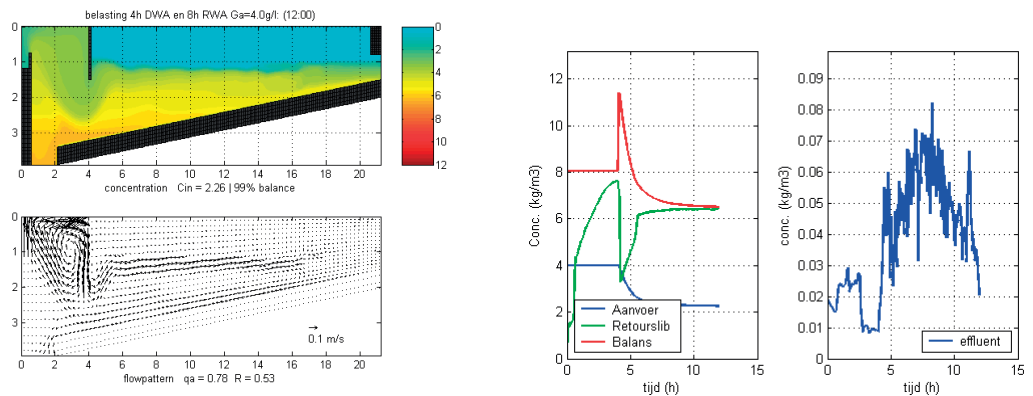 belasting 4h DWA en 8h RWA Ga=4.0g/l: (12:00)
0
1
2
3
0 2 4 6 8 10 12 14 16 18 20
concentration Cin = 2.26 | 99% balance
0
2
4
6
8
10
12
0
1
2
3
0.1 m/s
0 2 4 6 8 10 12 14 16 18 20
flowpattern qa = 0.78 R = 0.53
Conc. (kg/m3)
12
10
8
6
4
2
0
Aanvoer
Retourslib
Balans
0 5 10 15
tijd (h)
conc. (kg/m3)
0.09
0.08
0.07
0.06
0.05
0.04
0.03
0.02
0.01
0
effluent
0 5 10 15
tijd (h)